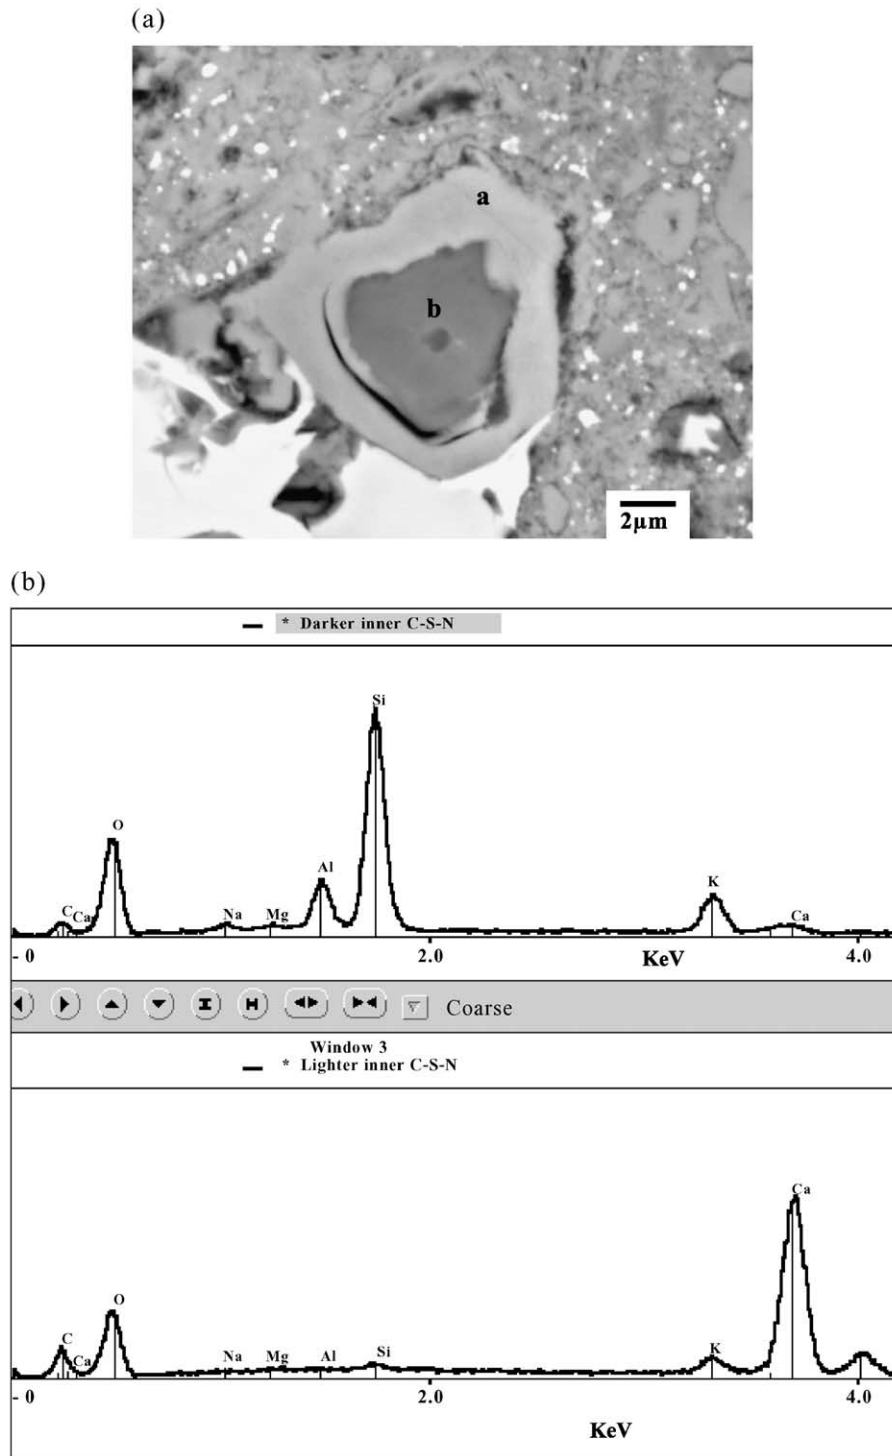 (a)
a
b
2μm
(b)
* Darker inner C-S-N
Si
O
Al
K
C
Ca
Na
Mg
Ca
- 0
2.0
KeV
4.0
Coarse
Window 3
* Lighter inner C-S-N
Ca
O
C
Ca
Na
Mg
Al
Si
K
- 0
2.0
4.0
KeV